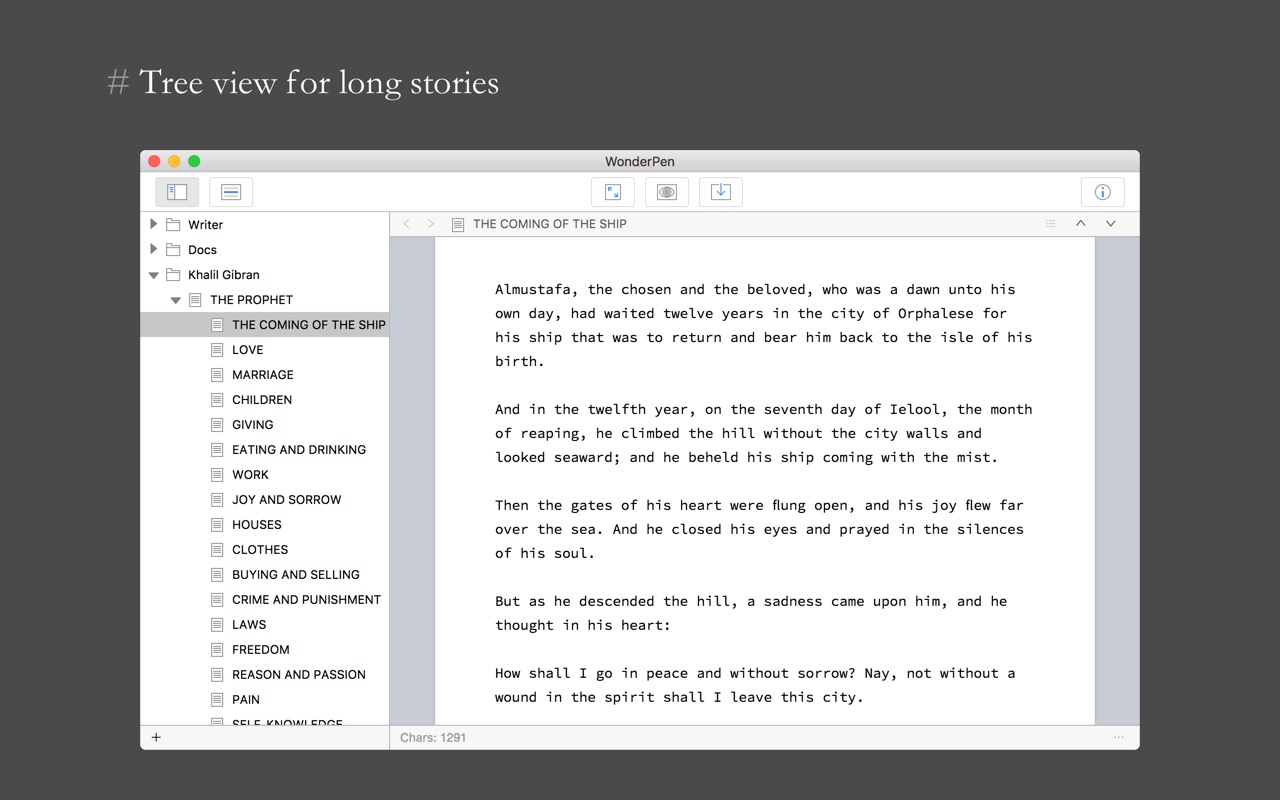 # Tree view for long stories
WonderPen
Writer
Docs
Khalil Gibran
THE PROPHET
THE COMING OF THE SHIP
LOVE
MARRIAGE
CHILDREN
GIVING
EATING AND DRINKING
WORK
JOY AND SORROW
HOUSES
CLOTHES
BUYING AND SELLING
CRIME AND PUNISHMENT
LAWS
FREEDOM
REASON AND PASSION
PAIN
SELF-KNOWLEDGE
+
THE COMING OF THE SHIP
Almustafa, the chosen and the beloved, who was a dawn unto his
own day, had waited twelve years in the city of Orphalese for
his ship that was to return and bear him back to the isle of his
birth.
And in the twelfth year, on the seventh day of Ielool, the month
of reaping, he climbed the hill without the city walls and
looked seaward; and he beheld his ship coming with the mist.
Then the gates of his heart were flung open, and his joy flew far
over the sea. And he closed his eyes and prayed in the silences
of his soul.
But as he descended the hill, a sadness came upon him, and he
thought in his heart:
How shall I go in peace and without sorrow? Nay, not without a
wound in the spirit shall I leave this city.
Chars: 1291
...